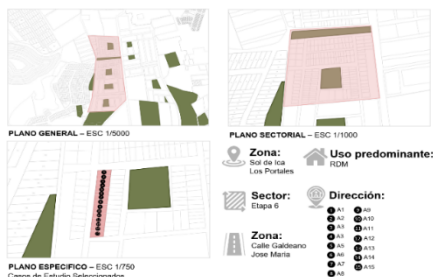 PLANO GENERAL – ESC 1/5000
PLANO SECTORIAL – ESC 1/1000
Zona:
Sol de Ica
Los Portales
Uso predominante:
RDM
Sector:
Etapa 6
Dirección:
A1
A2
A3
A4
A5
A6
A7
A8
A9
A10
A11
A12
A13
A14
A15
Zona:
Calle Galdeano
Jose Maria
PLANO ESPECIFICO – ESC 1/750
Casos de Estudio Seleccionados